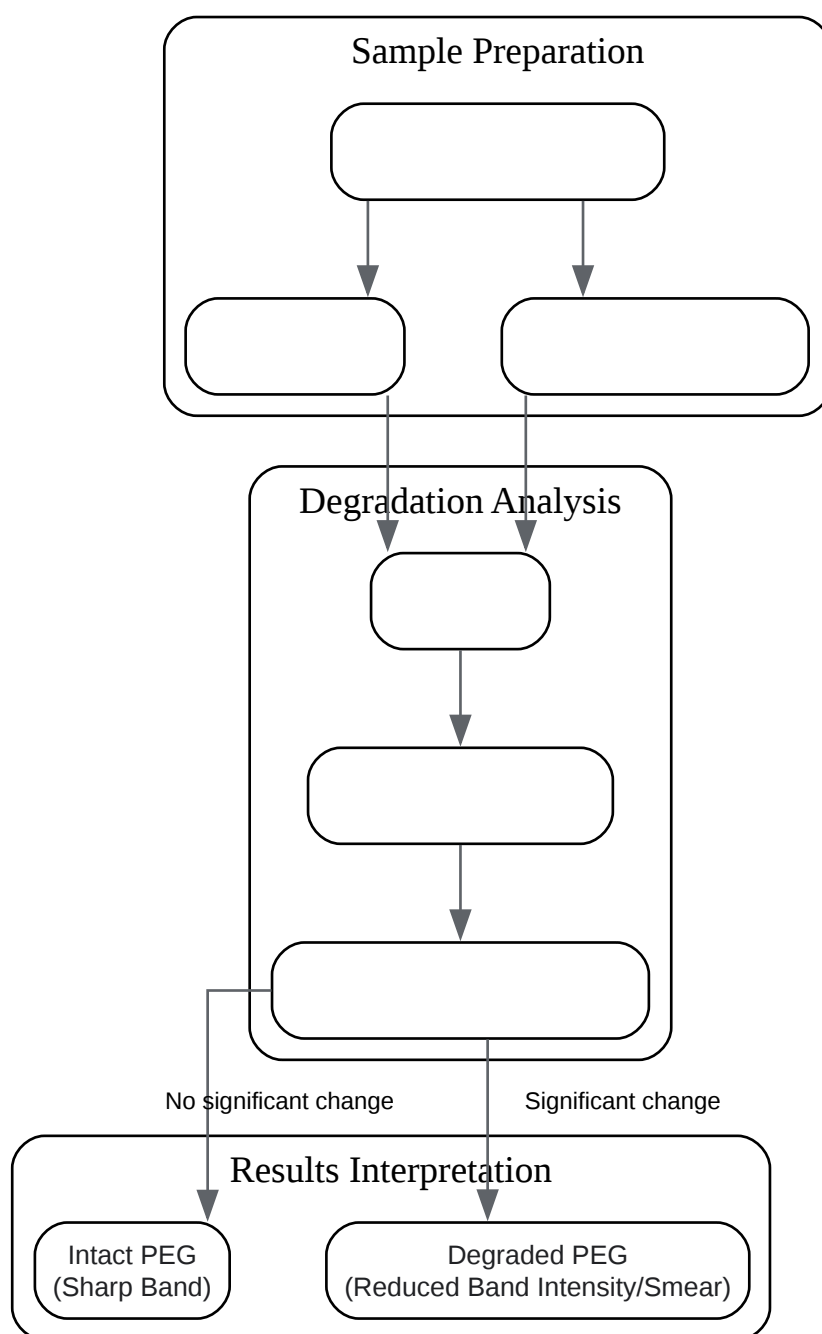 Sample Preparation
Degradation Analysis
No significant change
Significant change
Results Interpretation
Intact PEG
(Sharp Band)
Degraded PEG
(Reduced Band Intensity/Smear)